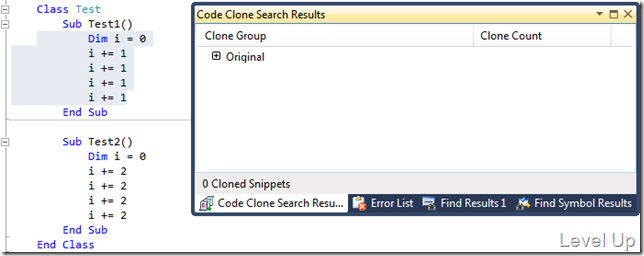 Class Test
Sub Test1()
Dim i = 0
i += 1
i += 1
i += 1
i += 1
End Sub
Sub Test2()
Dim i = 0
i += 2
i += 2
i += 2
i += 2
End Sub
End Class
Code Clone Search Results
Clone Group Clone Count
Original
0 Cloned Snippets
Code Clone Search Resu... Error List Find Results 1 Find Symbol Results
Level Up